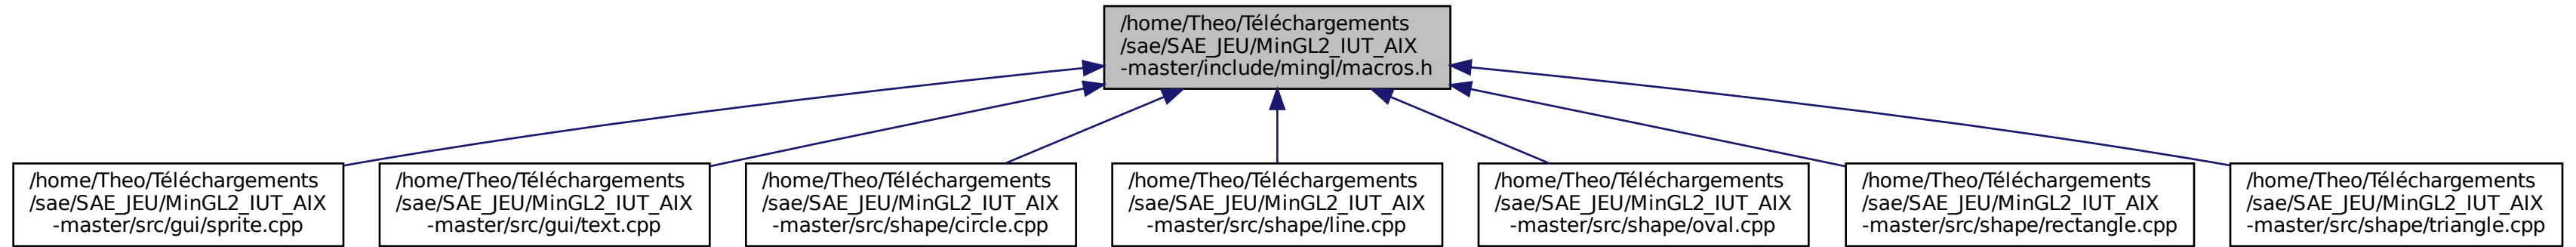 /home/Theo/Téléchargements
/sae/SAE_JEU/MinGL2_IUT_AIX
-master/include/mingl/macros.h
/home/Theo/Téléchargements
/sae/SAE_JEU/MinGL2_IUT_AIX
-master/src/gui/sprite.cpp
/home/Theo/Téléchargements
/sae/SAE_JEU/MinGL2_IUT_AIX
-master/src/gui/text.cpp
/home/Theo/Téléchargements
/sae/SAE_JEU/MinGL2_IUT_AIX
-master/src/shape/circle.cpp
/home/Theo/Téléchargements
/sae/SAE_JEU/MinGL2_IUT_AIX
-master/src/shape/line.cpp
/home/Theo/Téléchargements
/sae/SAE_JEU/MinGL2_IUT_AIX
-master/src/shape/oval.cpp
/home/Theo/Téléchargements
/sae/SAE_JEU/MinGL2_IUT_AIX
-master/src/shape/rectangle.cpp
/home/Theo/Téléchargements
/sae/SAE_JEU/MinGL2_IUT_AIX
-master/src/shape/triangle.cpp